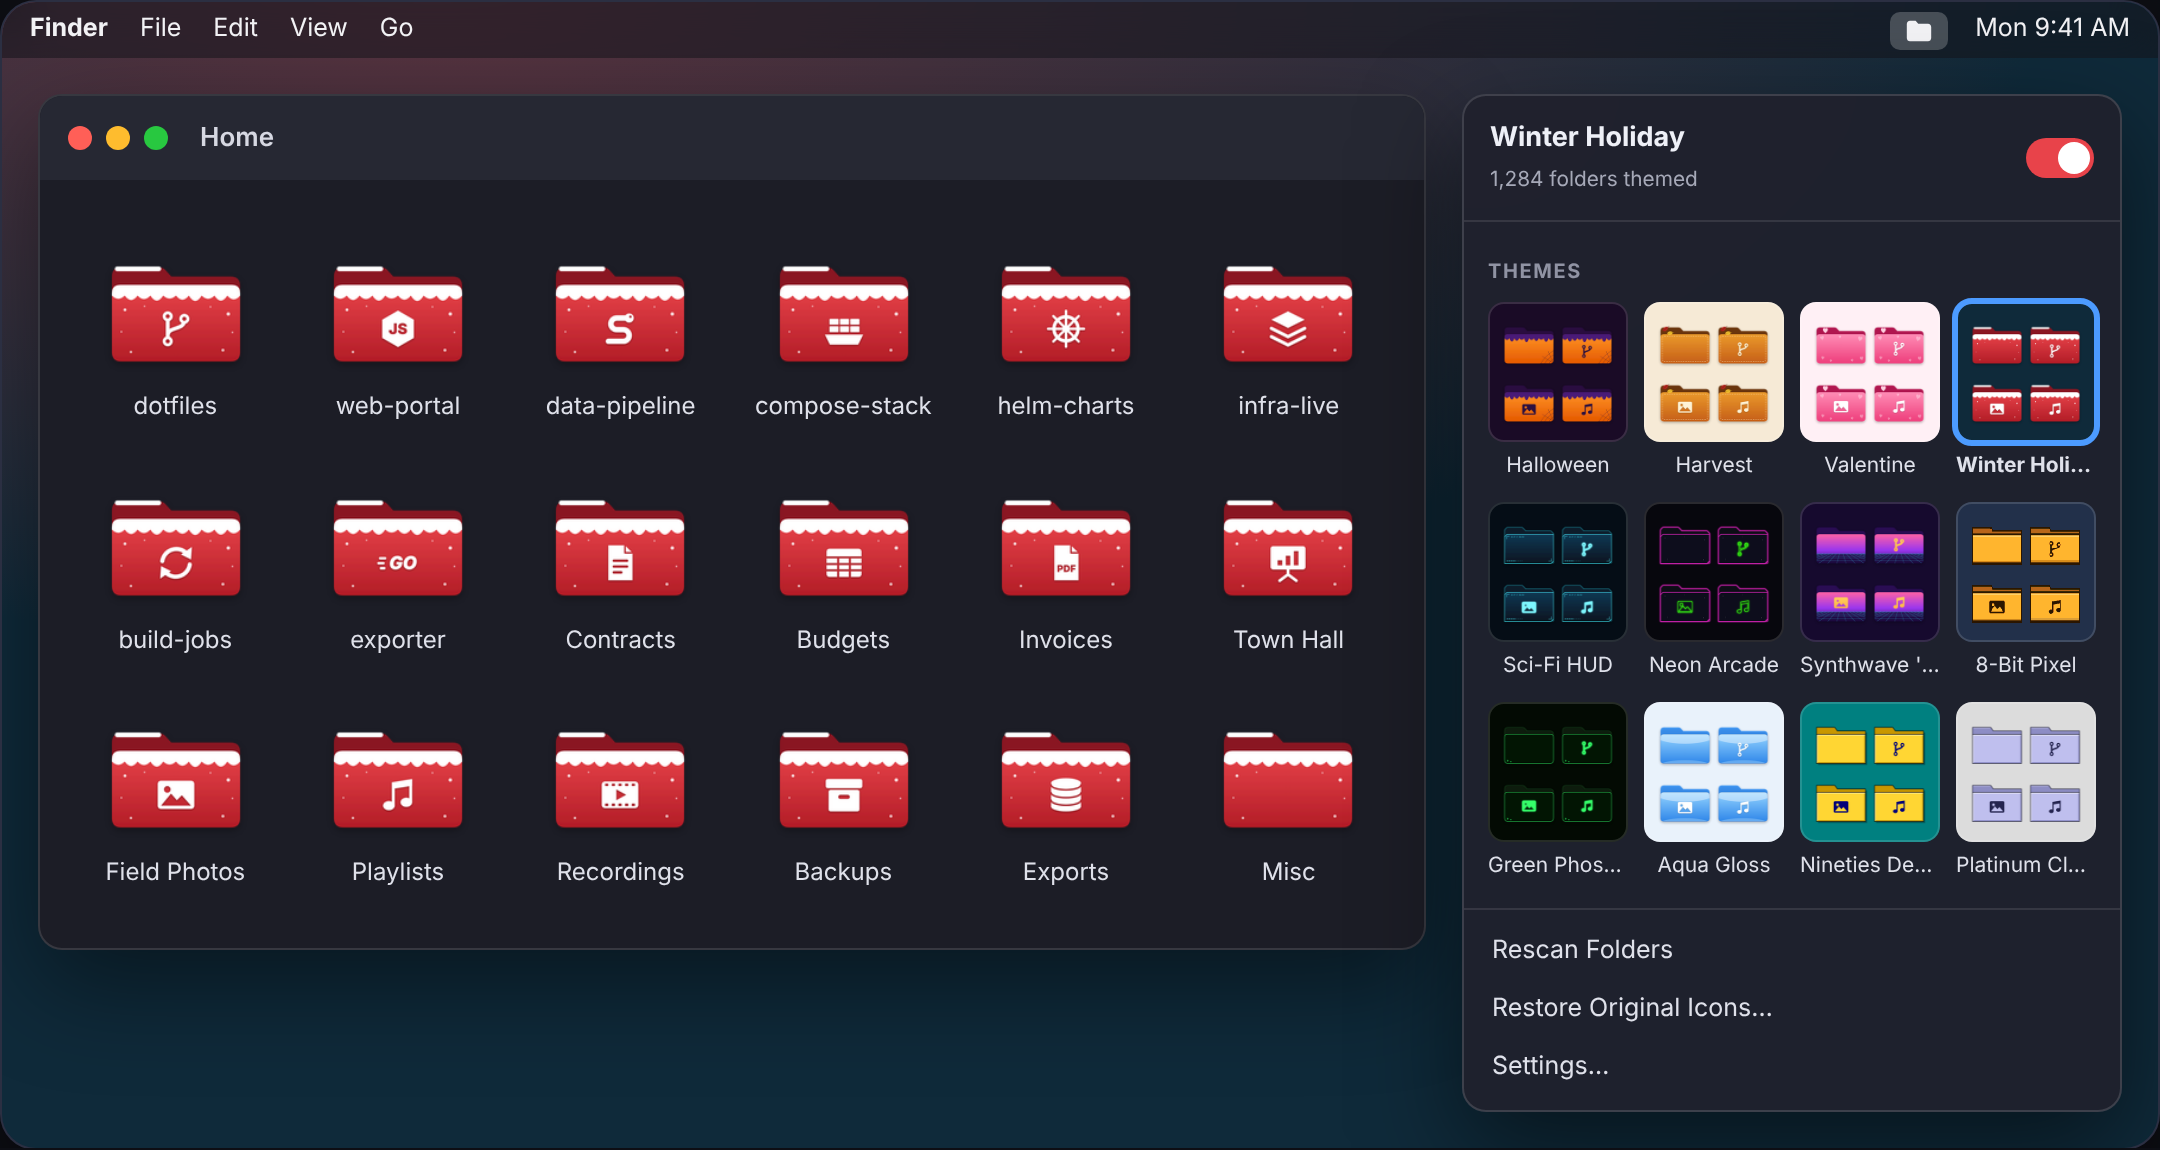 Finder File Edit View Go
Mon 9:41 AM
Home
JS
dotfiles web-portal data-pipeline compose-stack helm-charts infra-live
GO
PDF
build-jobs exporter Contracts Budgets Invoices Town Hall
Field Photos Playlists Recordings Backups Exports Misc
Winter Holiday
1,284 folders themed
THEMES
Halloween Harvest Valentine Winter Holi...
Sci-Fi HUD Neon Arcade Synthwave '... 8-Bit Pixel
Green Phos... Aqua Gloss Nineties De... Platinum Cl...
Rescan Folders
Restore Original Icons...
Settings...